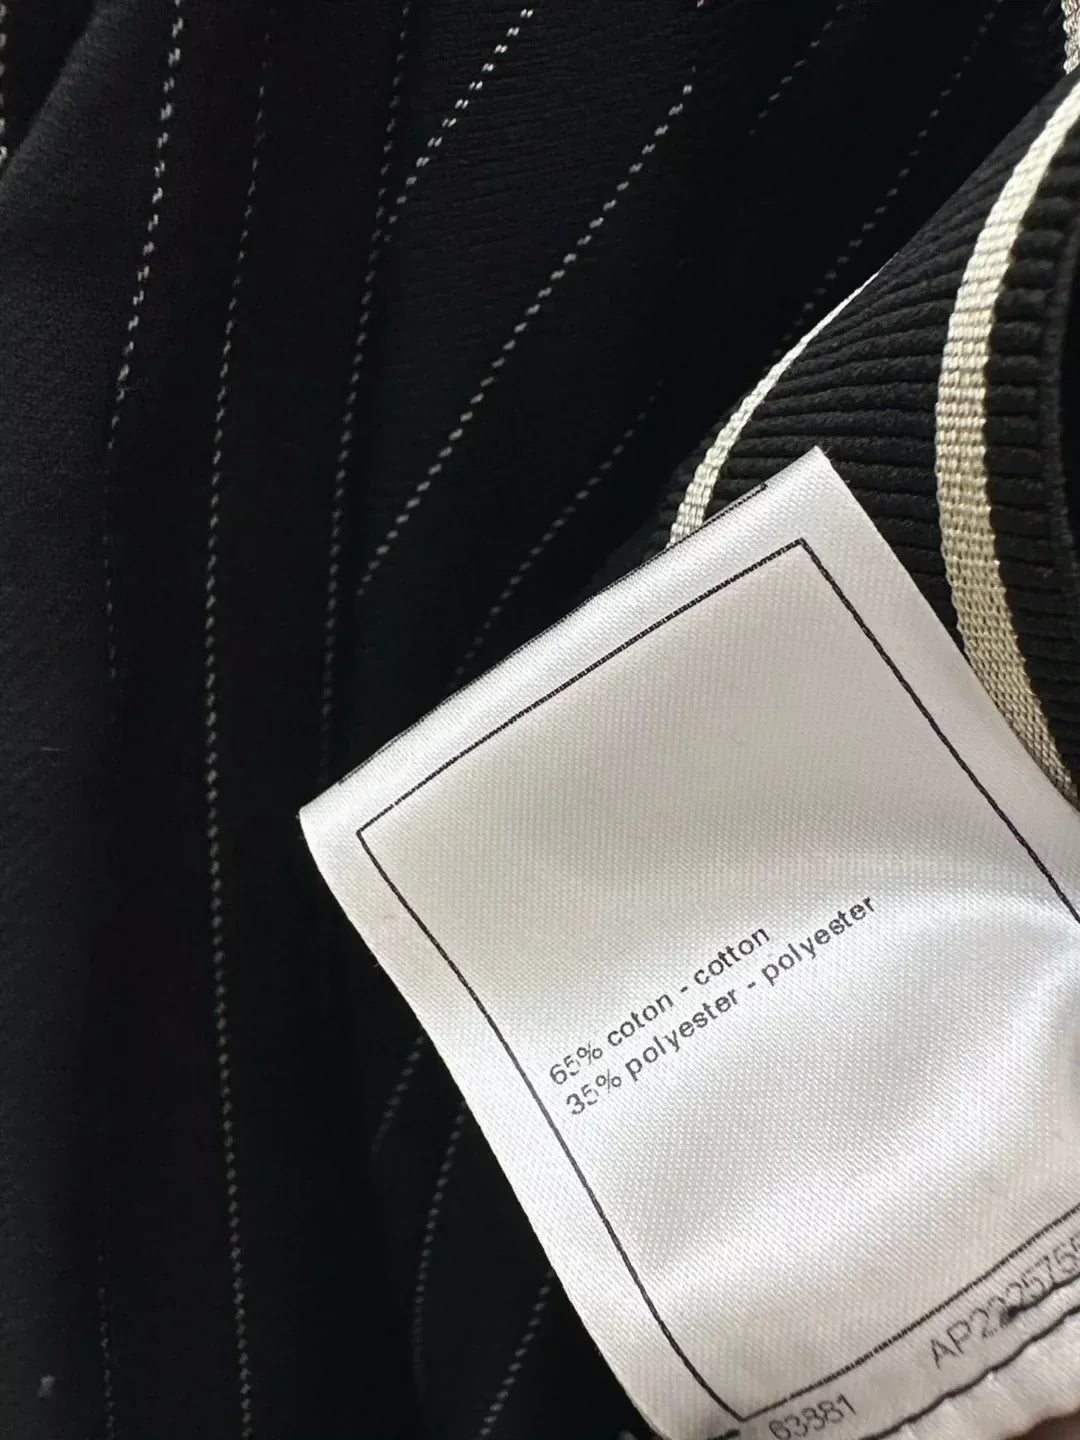 65% coton - cotton
35% polyester - polyester
63881